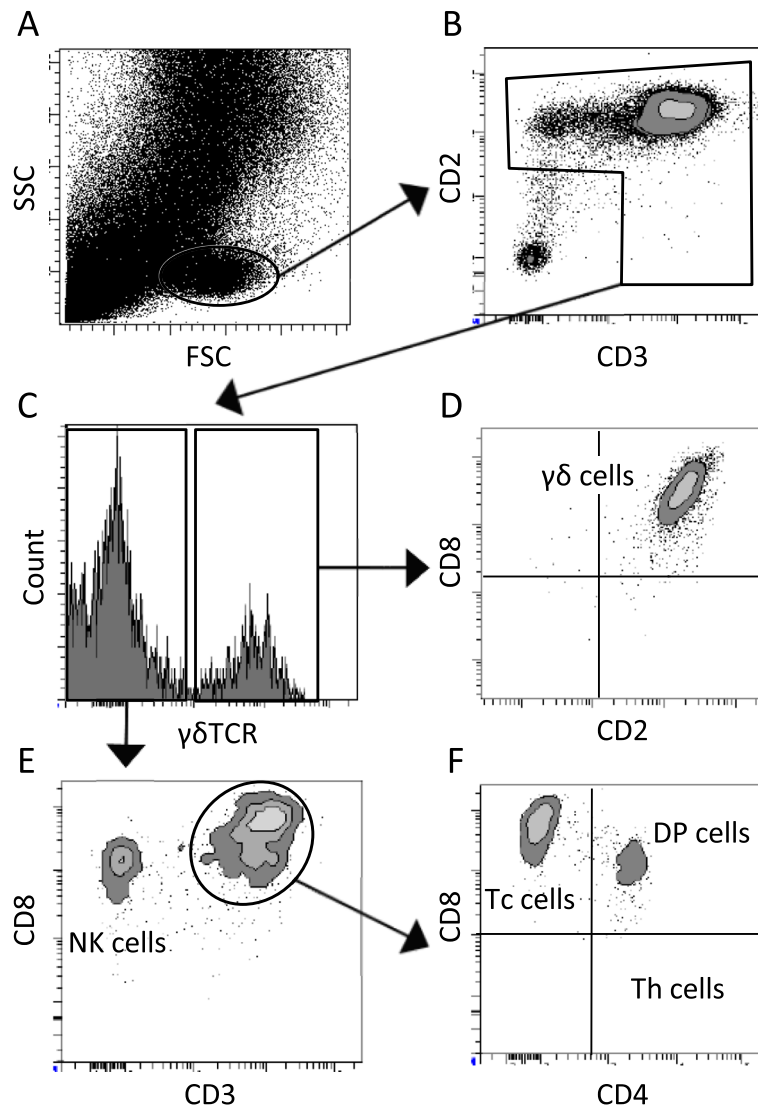 A
SSC
FSC
B
CD2
CD3
C
Count
γδTCR
D
γδ cells
CD8
CD2
E
CD8
NK cells
CD3
F
DP cells
CD8
Tc cells
Th cells
CD4